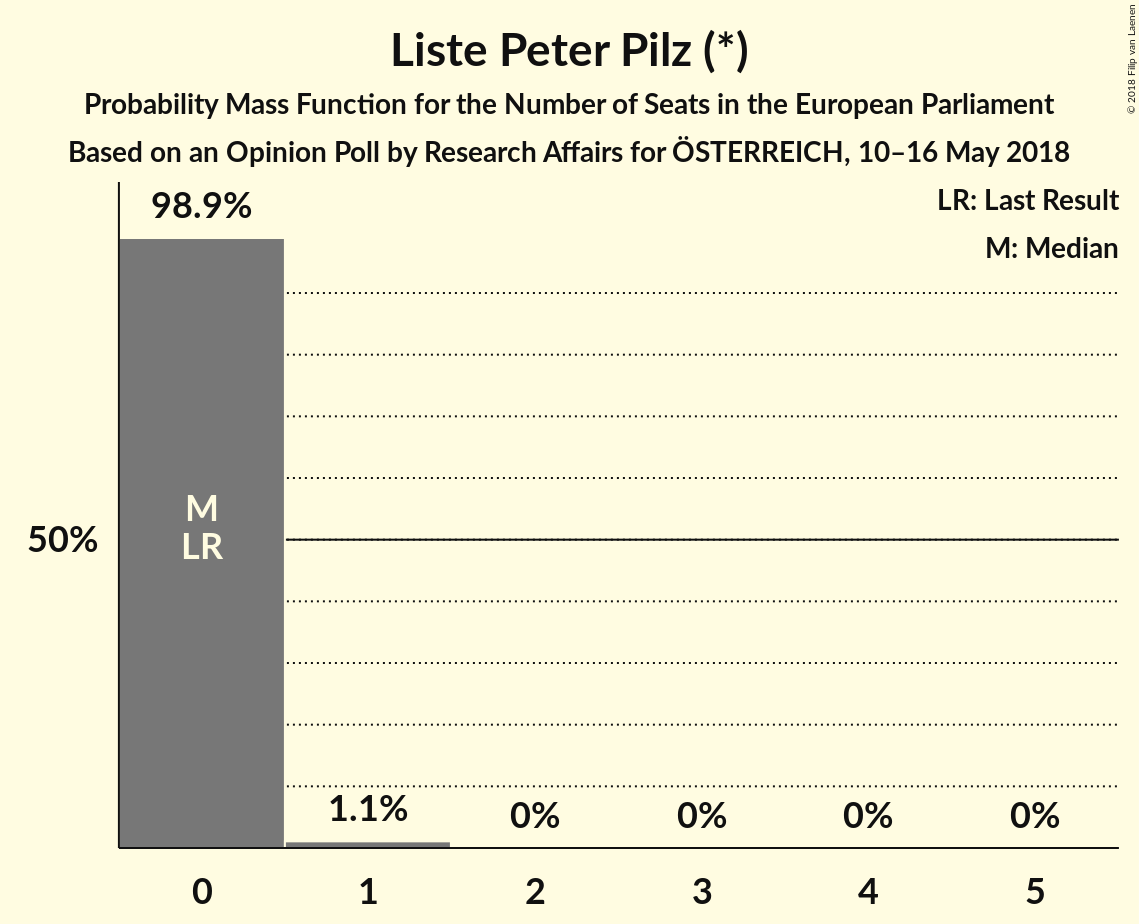 Liste Peter Pilz (*)
Probability Mass Function for the Number of Seats in the European Parliament
Based on an Opinion Poll by Research Affairs for ÖSTERREICH, 10–16 May 2018
© 2018 Filip van Laenen
LR: Last Result
M: Median
98.9%
M
LR
50%
1.1%
0%
0%
0%
0%
0
1
2
3
4
5